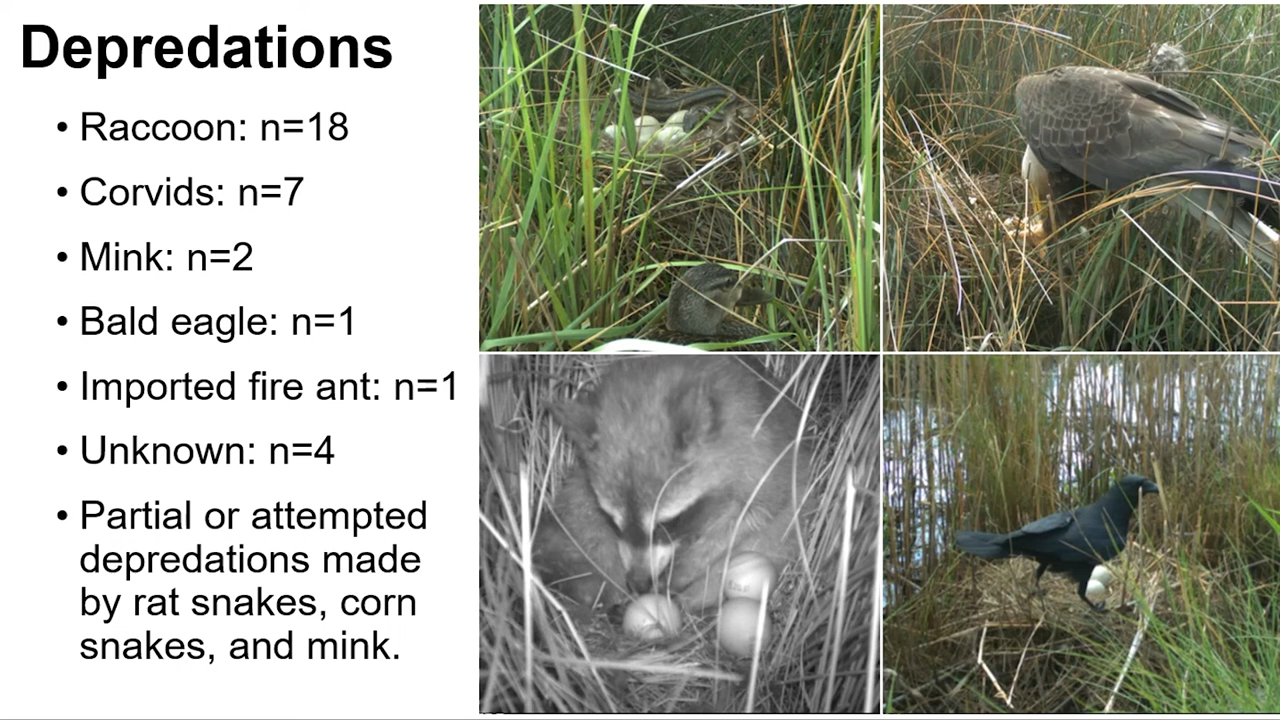 Depredations
• Raccoon: n=18
• Corvids: n=7
• Mink: n=2
• Bald eagle: n=1
• Imported fire ant: n=1
• Unknown: n=4
• Partial or attempted
depredations made
by rat snakes, corn
snakes, and mink.